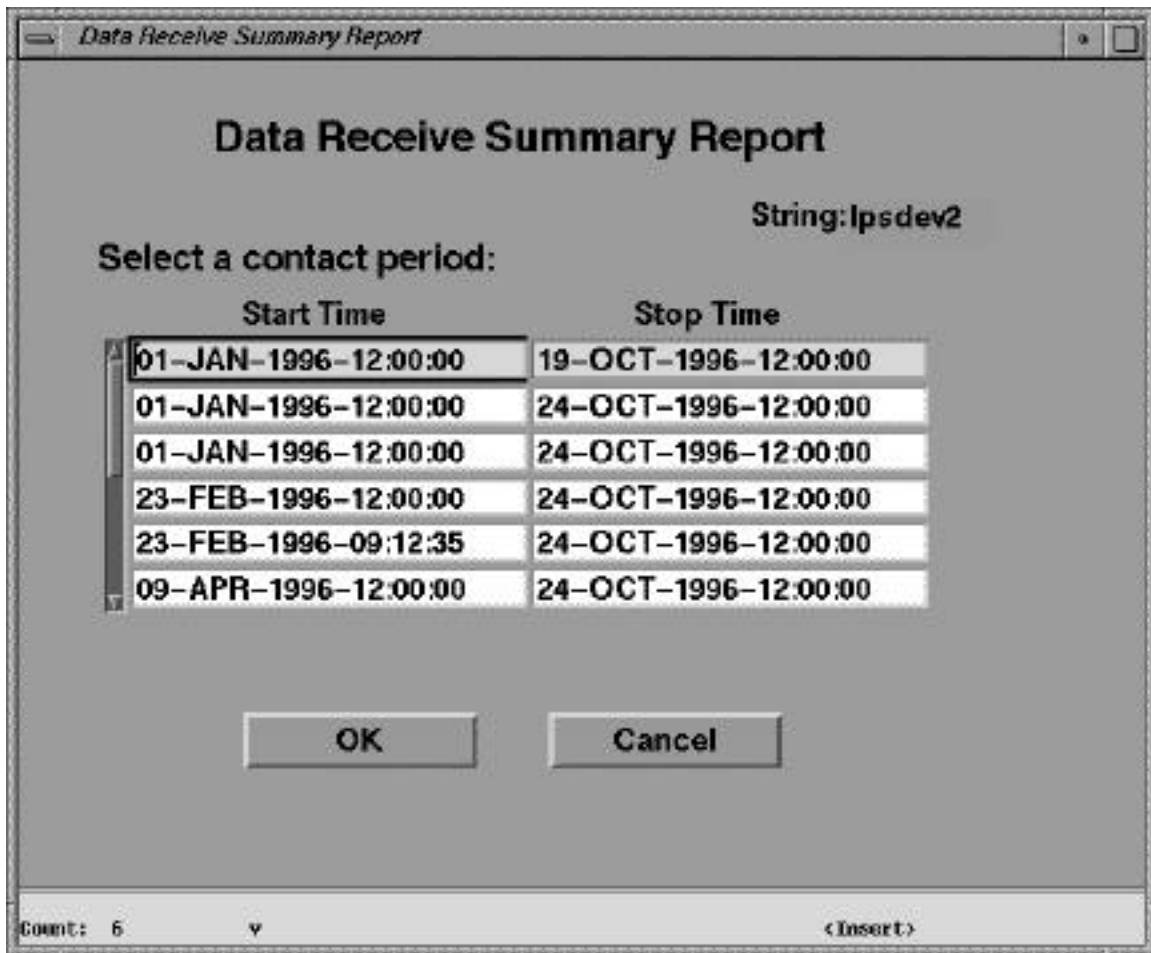 Data Receive Summary Report
Data Receive Summary Report
String:lpsdev2
Select a contact period:
Start Time Stop Time
01-JAN-1996-12:00:00 19-OCT-1996-12:00:00
01-JAN-1996-12:00:00 24-OCT-1996-12:00:00
01-JAN-1996-12:00:00 24-OCT-1996-12:00:00
23-FEB-1996-12:00:00 24-OCT-1996-12:00:00
23-FEB-1996-09:12:35 24-OCT-1996-12:00:00
09-APR-1996-12:00:00 24-OCT-1996-12:00:00
OK Cancel
Count: 6 v <Insert>